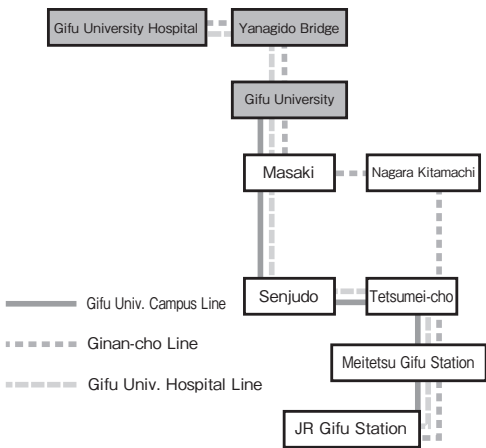 Gifu University Hospital
Yanagido Bridge
Gifu University
Masaki
Nagara Kitamachi
Senjudo
Tetsumei-cho
Gifu Univ. Campus Line
Ginan-cho Line
Meitetsu Gifu Station
Gifu Univ. Hospital Line
JR Gifu Station